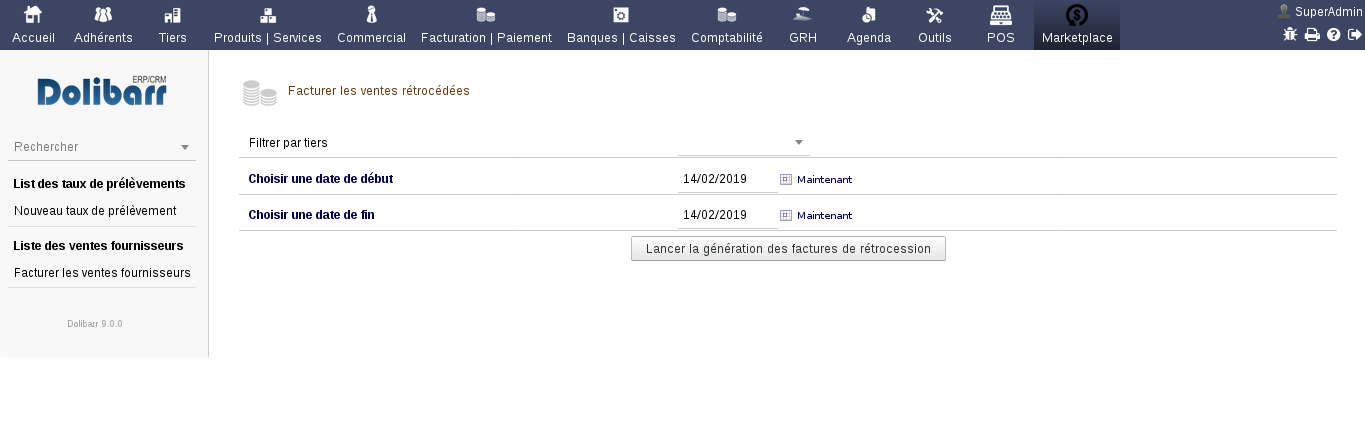 Accueil Adhérents Tiers Produits | Services Commercial Facturation | Paiement Banques | Caisses Comptabilité GRH Agenda Outils POS Marketplace
SuperAdmin
Dolibarr ERP/CRM
Rechercher
List des taux de prélèvements
Nouveau taux de prélèvement
Liste des ventes fournisseurs
Facturer les ventes fournisseurs
Dolibarr 9.0.0
Facturer les ventes rétrocédées
Filtrer par tiers
Choisir une date de début 14/02/2019 Maintenant
Choisir une date de fin 14/02/2019 Maintenant
Lancer la génération des factures de rétrocession